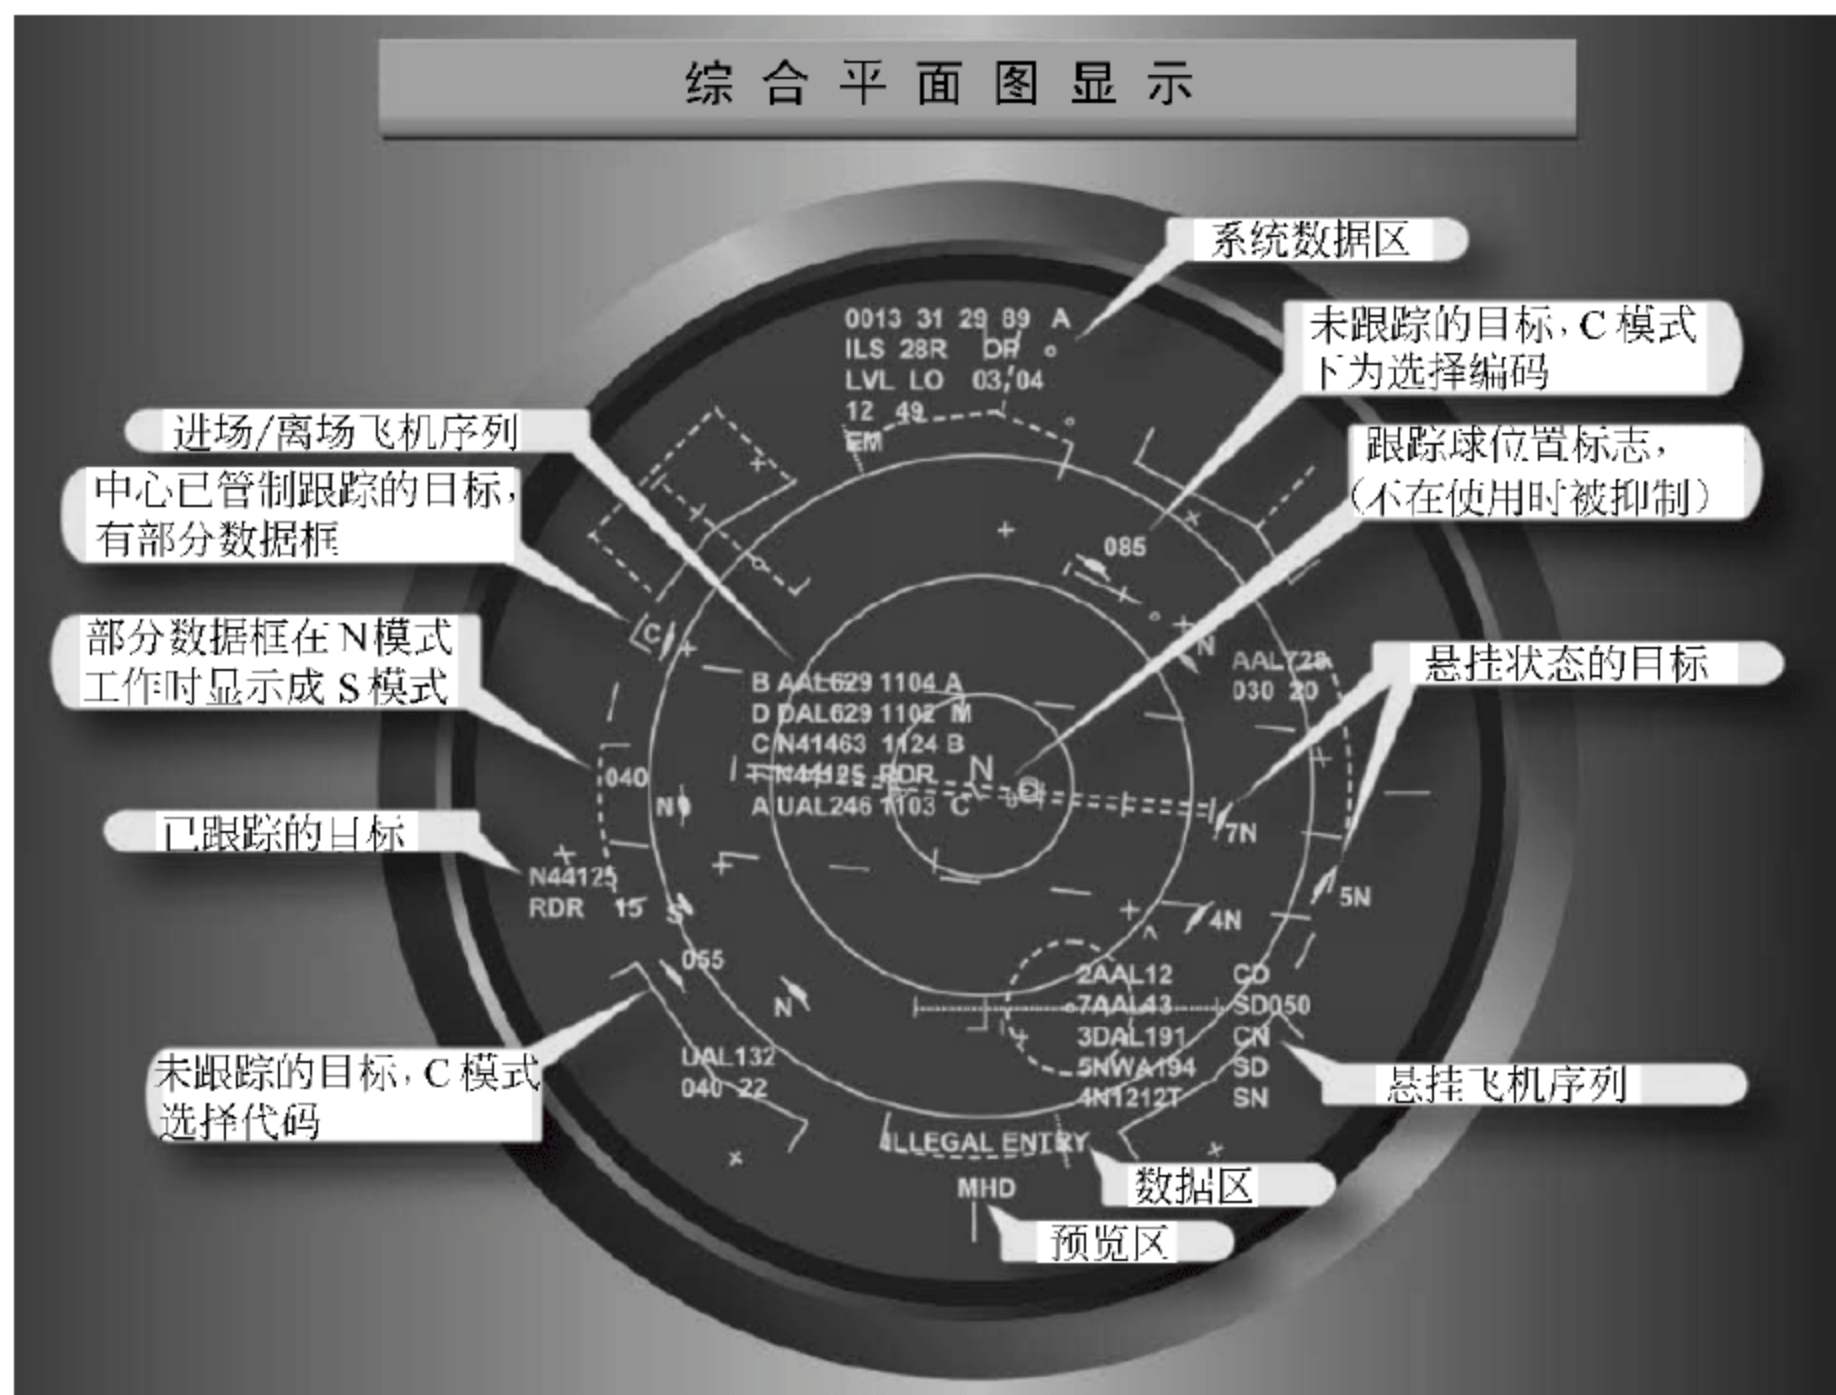 综合平面图显示
系统数据区
0013 31 29 89 A
ILS 28R
LVL LO 03/04
12 49
EM
未跟踪的目标，C模式
下为选择编码
跟踪球位置标志，
（不在使用时被抑制）
进场/离场飞机序列
中心已管制跟踪的目标，
有部分数据框
085
C
N
AAL728
030 20
部分数据框在N模式
工作时显示成S模式
悬挂状态的目标
B AAL629 1104 A
D DAL629 1102 M
C N41463 1124 B
N44125 RDR
A UAL246 1103 C
N
040
N
7N
已跟踪的目标
N44125
RDR 15
S
5N
4N
055
N
2AAL12 CD
7AAL43 SD050
3DAL191 CN
5NWA194 SD
4N1212T SN
未跟踪的目标，C模式
选择代码
UAL132
040 22
悬挂飞机序列
ILLEGAL ENTRY
数据区
MHD
预览区